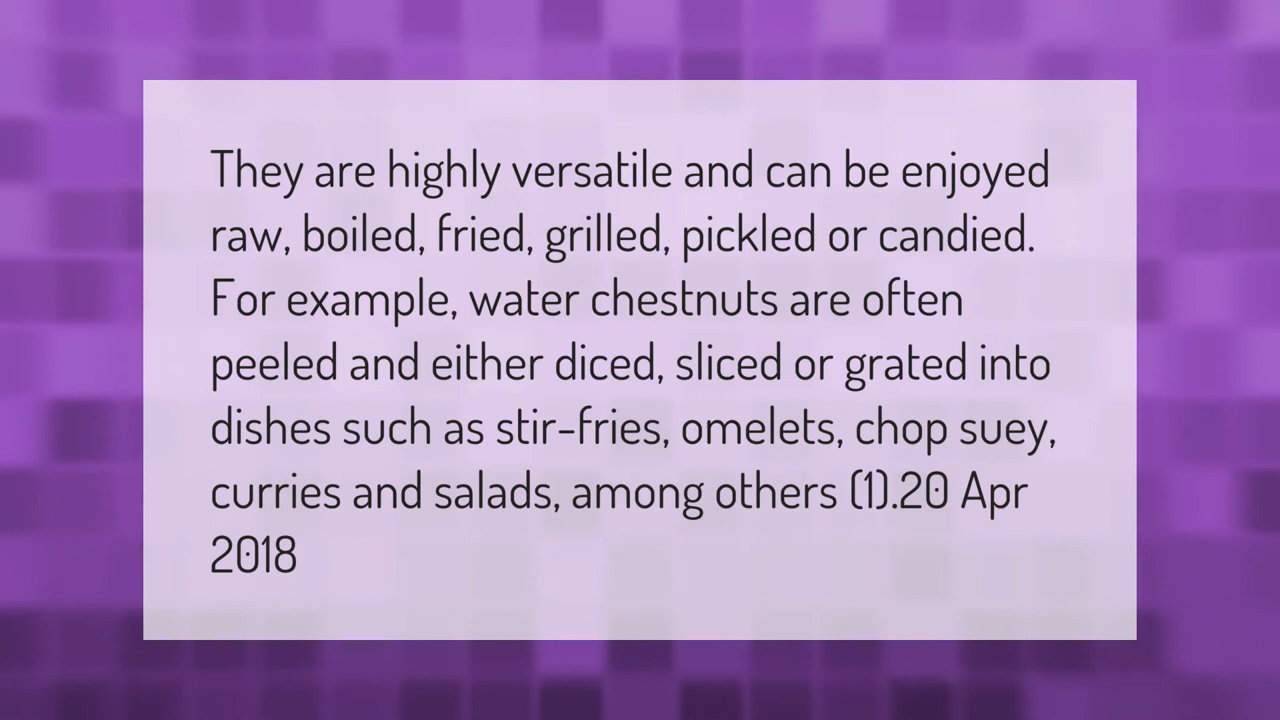 They are highly versatile and can be enjoyed
raw, boiled, fried, grilled, pickled or candied.
For example, water chestnuts are often
peeled and either diced, sliced or grated into
dishes such as stir-fries, omelets, chop suey,
curries and salads, among others (1).20 Apr
2018